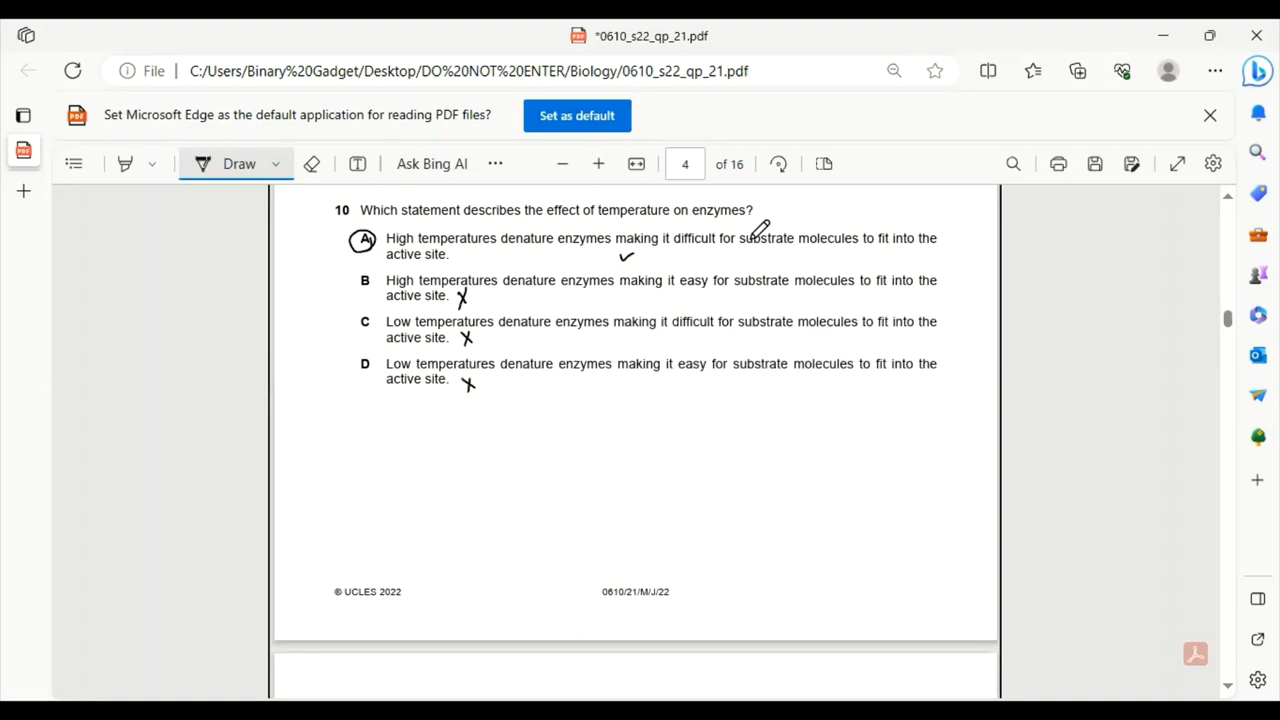 *0610_s22_qp_21.pdf
File
C:/Users/Binary%20Gadget/Desktop/DO%20NOT%20ENTER/Biology/0610_s22_qp_21.pdf
Set Microsoft Edge as the default application for reading PDF files?
Set as default
Draw
Ask Bing AI
4 of 16
10 Which statement describes the effect of temperature on enzymes?
A High temperatures denature enzymes making it difficult for substrate molecules to fit into the
active site.
B High temperatures denature enzymes making it easy for substrate molecules to fit into the
active site.
C Low temperatures denature enzymes making it difficult for substrate molecules to fit into the
active site.
D Low temperatures denature enzymes making it easy for substrate molecules to fit into the
active site.
© UCLES 2022
0610/21/M/J/22